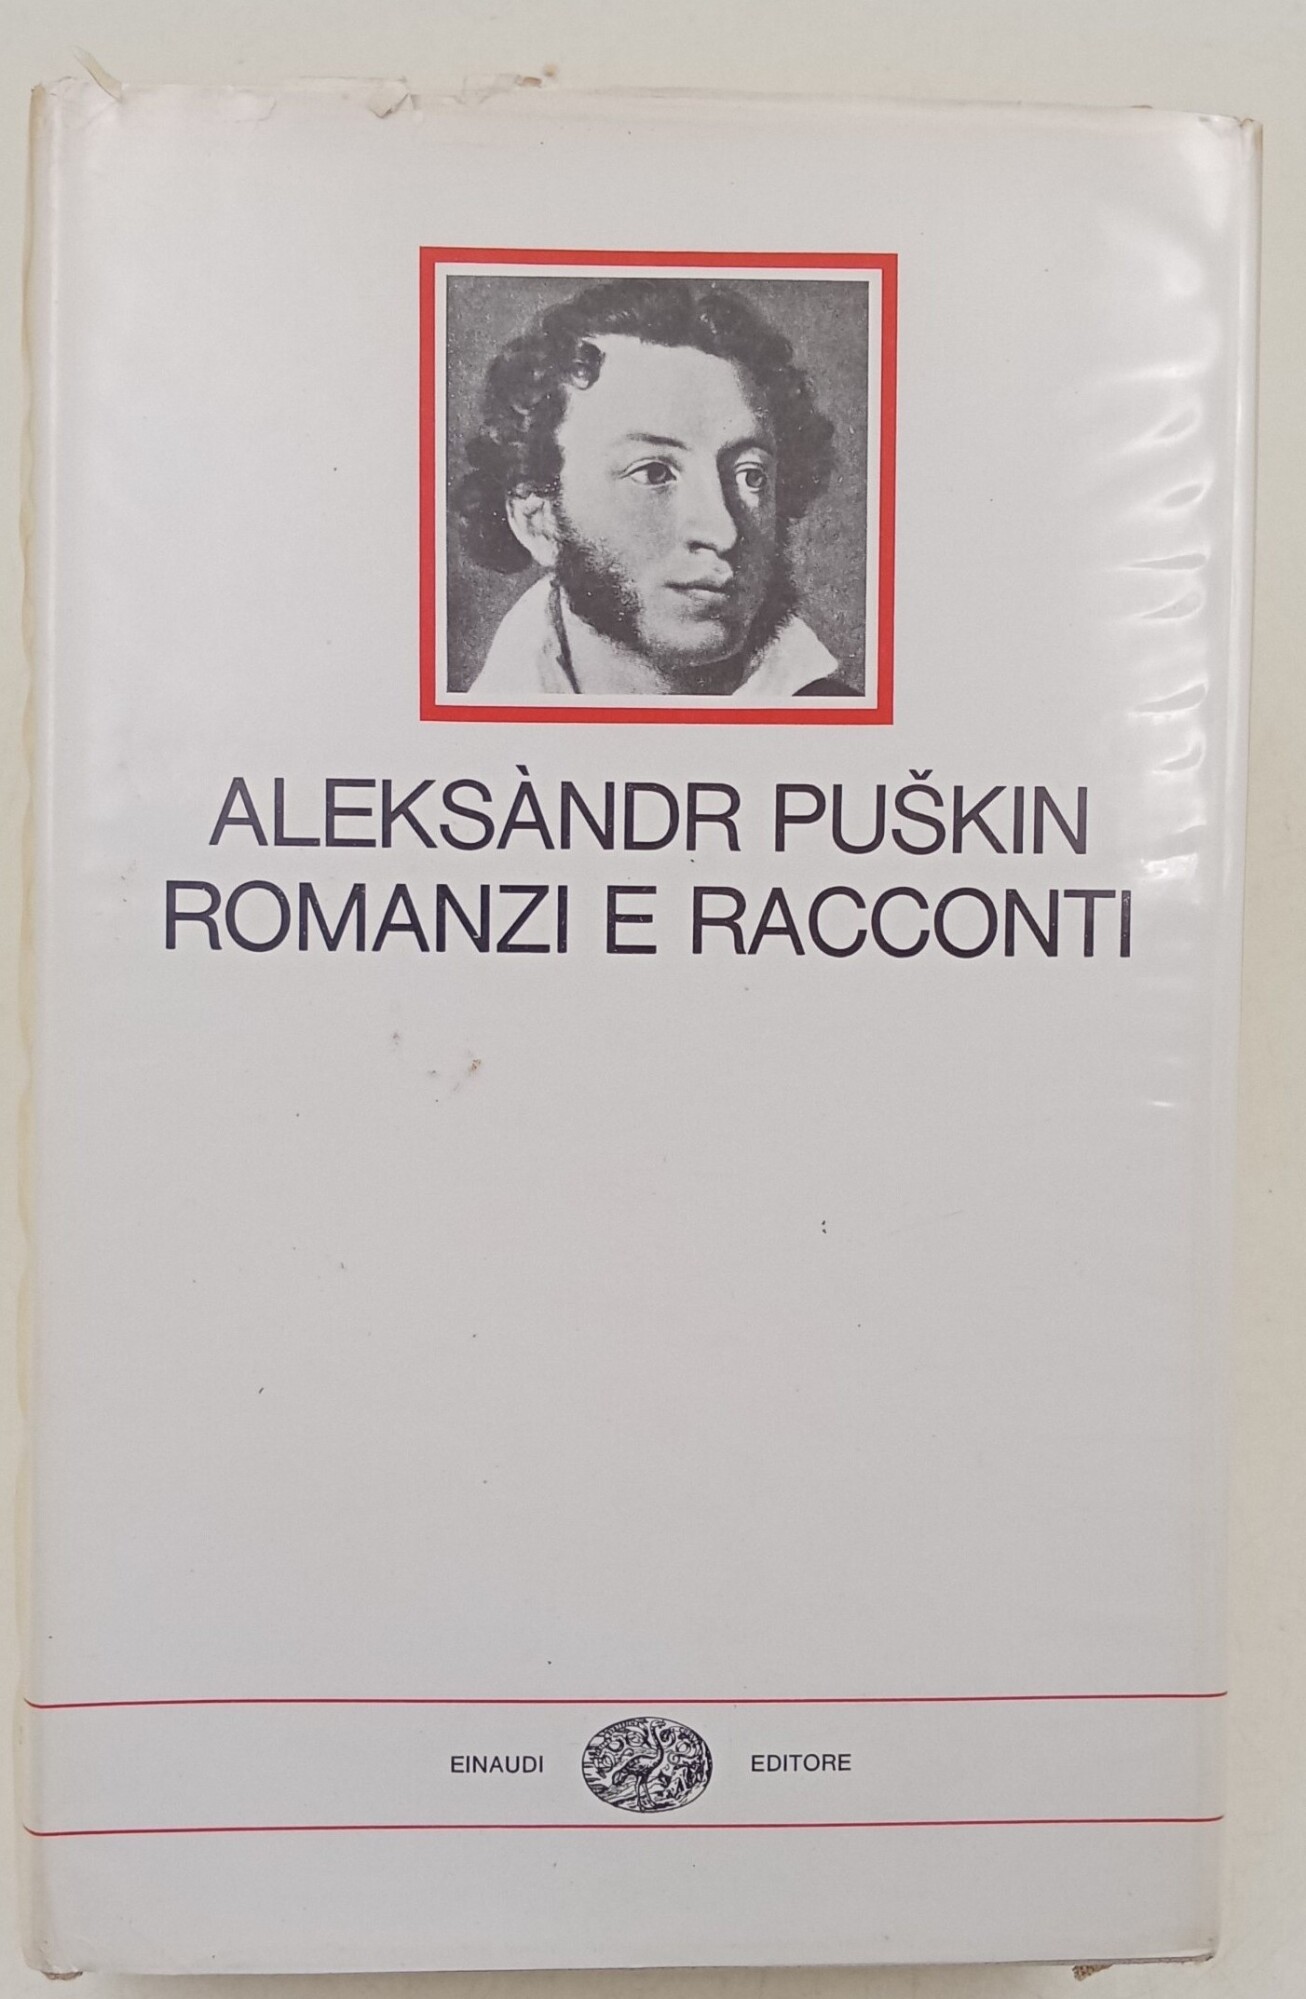 ALEKSÀNDR PUŠKIN
ROMANZI E RACCONTI
EINAUDI EDITORE